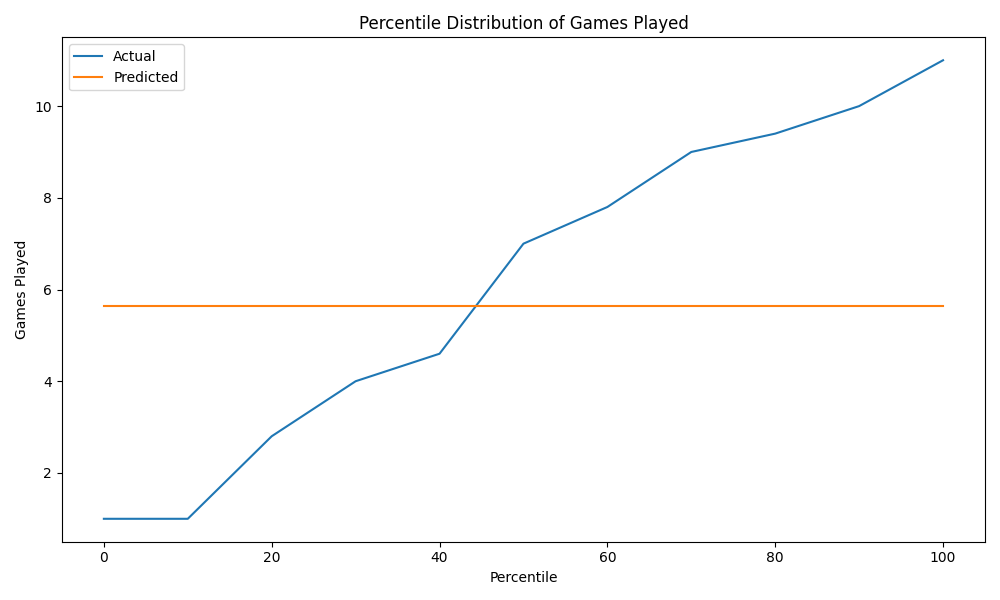 Percentile Distribution of Games Played
Actual
Predicted
10
8
6
4
2
Games Played
0 20 40 60 80 100
Percentile